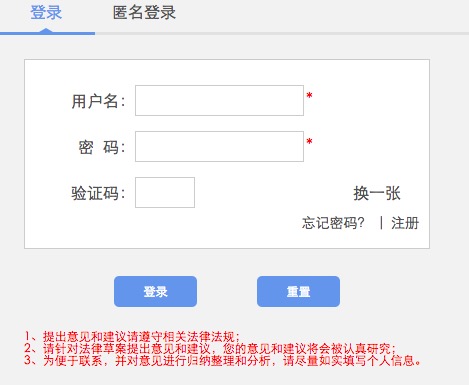 登录 匿名登录
用户名： *
密 码： *
验证码： 换一张
忘记密码？ | 注册
登录 重置
1、提出意见和建议请遵守相关法律法规；
2、请针对法律草案提出意见和建议，您的意见和建议将会被认真研究；
3、为便于联系，并对意见进行归纳整理和分析，请尽量如实填写个人信息。